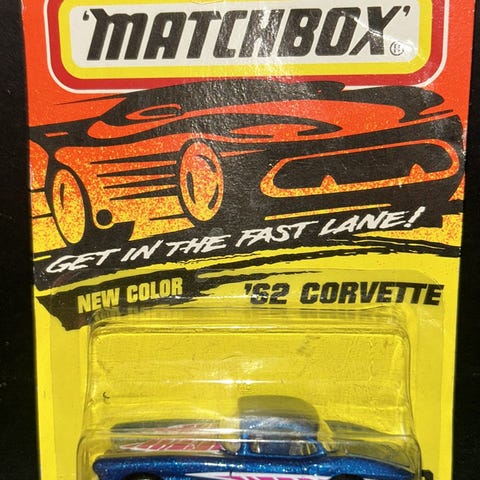 'MATCHBOX'®
GET IN THE FAST LANE!
NEW COLOR
'62 CORVETTE